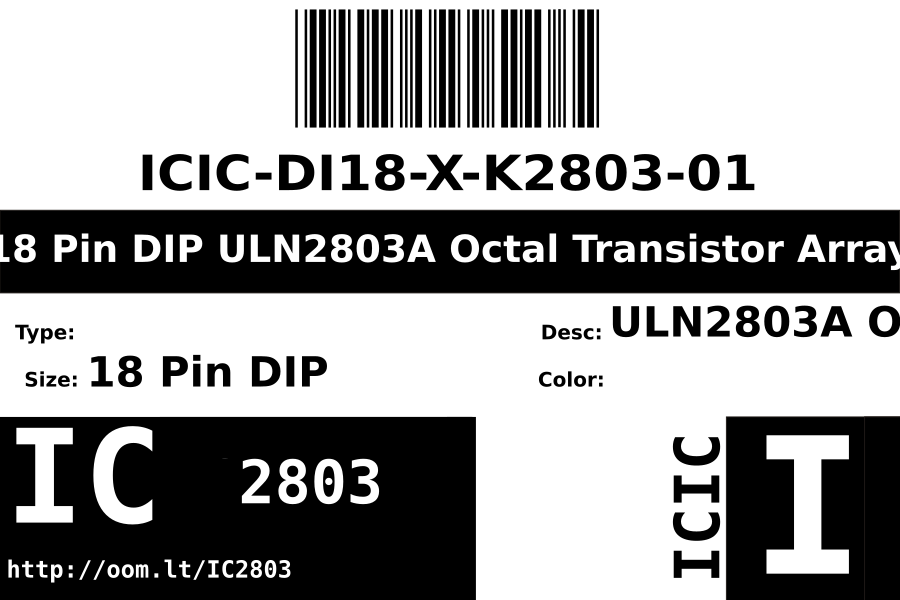 ICIC-DI18-X-K2803-01
18 Pin DIP ULN2803A Octal Transistor Array
Type:
Desc: ULN2803A O
Size: 18 Pin DIP
Color:
IC
2803
http://oom.lt/IC2803
ICIC
I